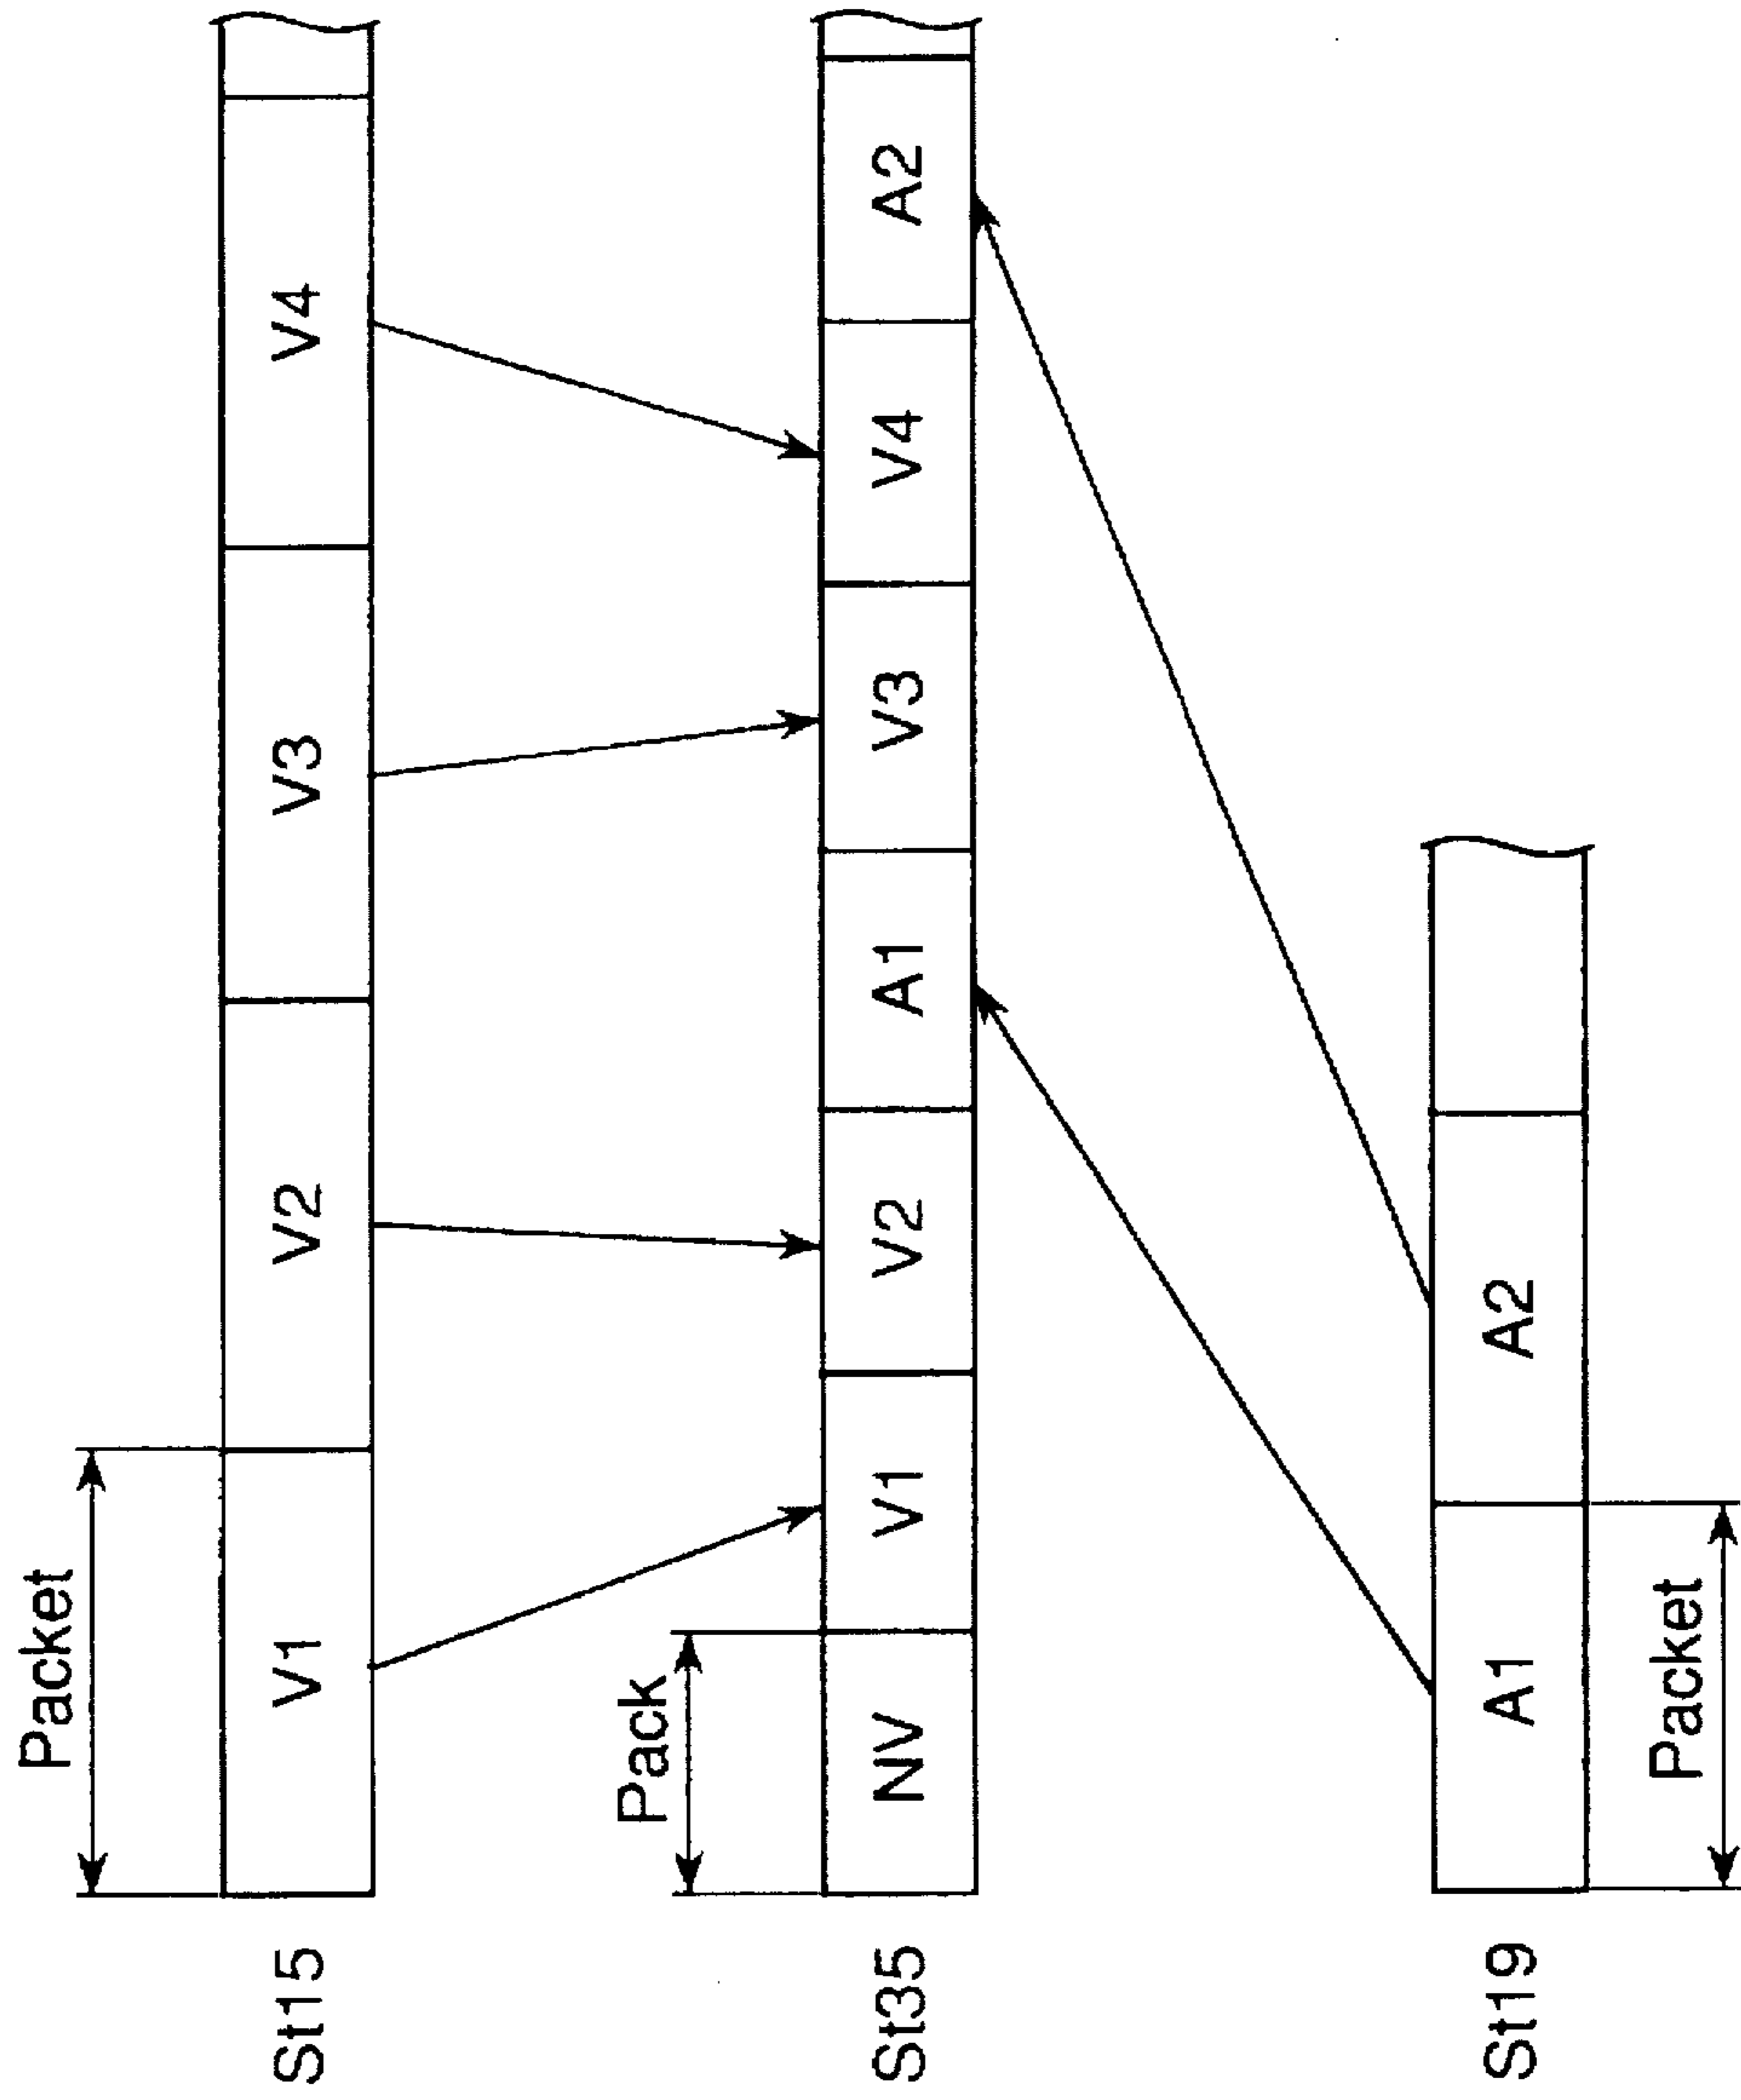 Packet
St15
V1
V2
V3
V4
Pack
St35
NV
V1
V2
A1
V3
V4
A2
St19
A1
A2
Packet